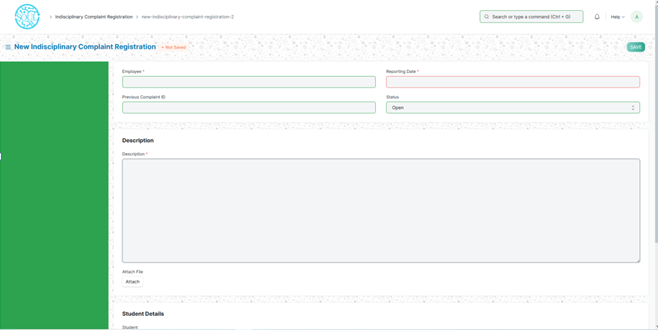 Indisciplinary Complaint Registration
new-indisciplinary-complaint-registration-2
Search or type a command (Ctrl + G)
Help
A
New Indisciplinary Complaint Registration
• Not Saved
SAVE
Employee *
Reporting Date *
Previous Complaint ID
Status
Open
Description
Description *
Attach File
Attach
Student Details
Student